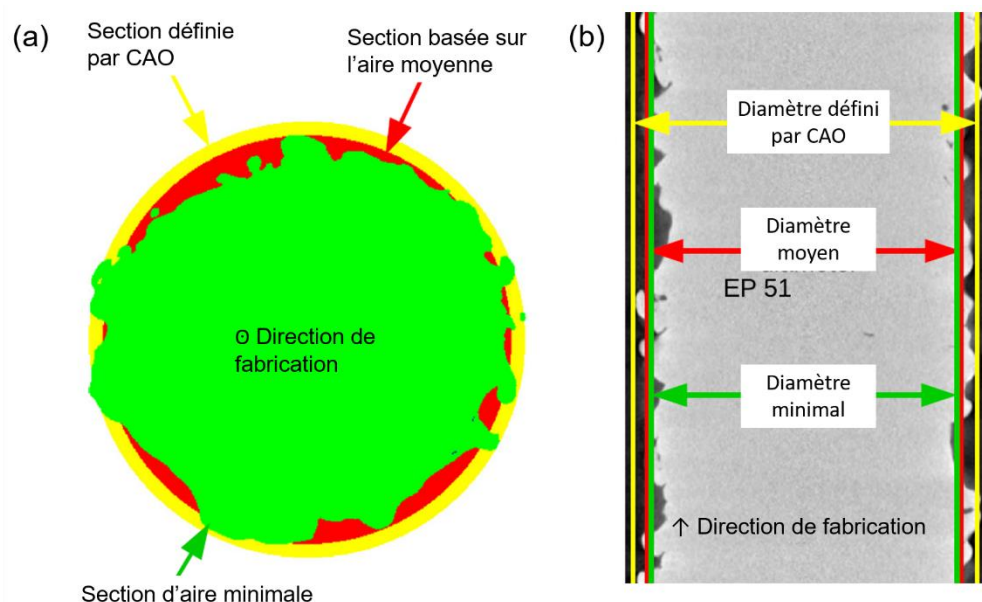 (a)
Section définie
par CAO
Section basée sur
l'aire moyenne
⊙ Direction de
fabrication
Section d'aire minimale
(b)
Diamètre défini
par CAO
Diamètre
moyen
EP 51
Diamètre
minimal
↑ Direction de fabrication